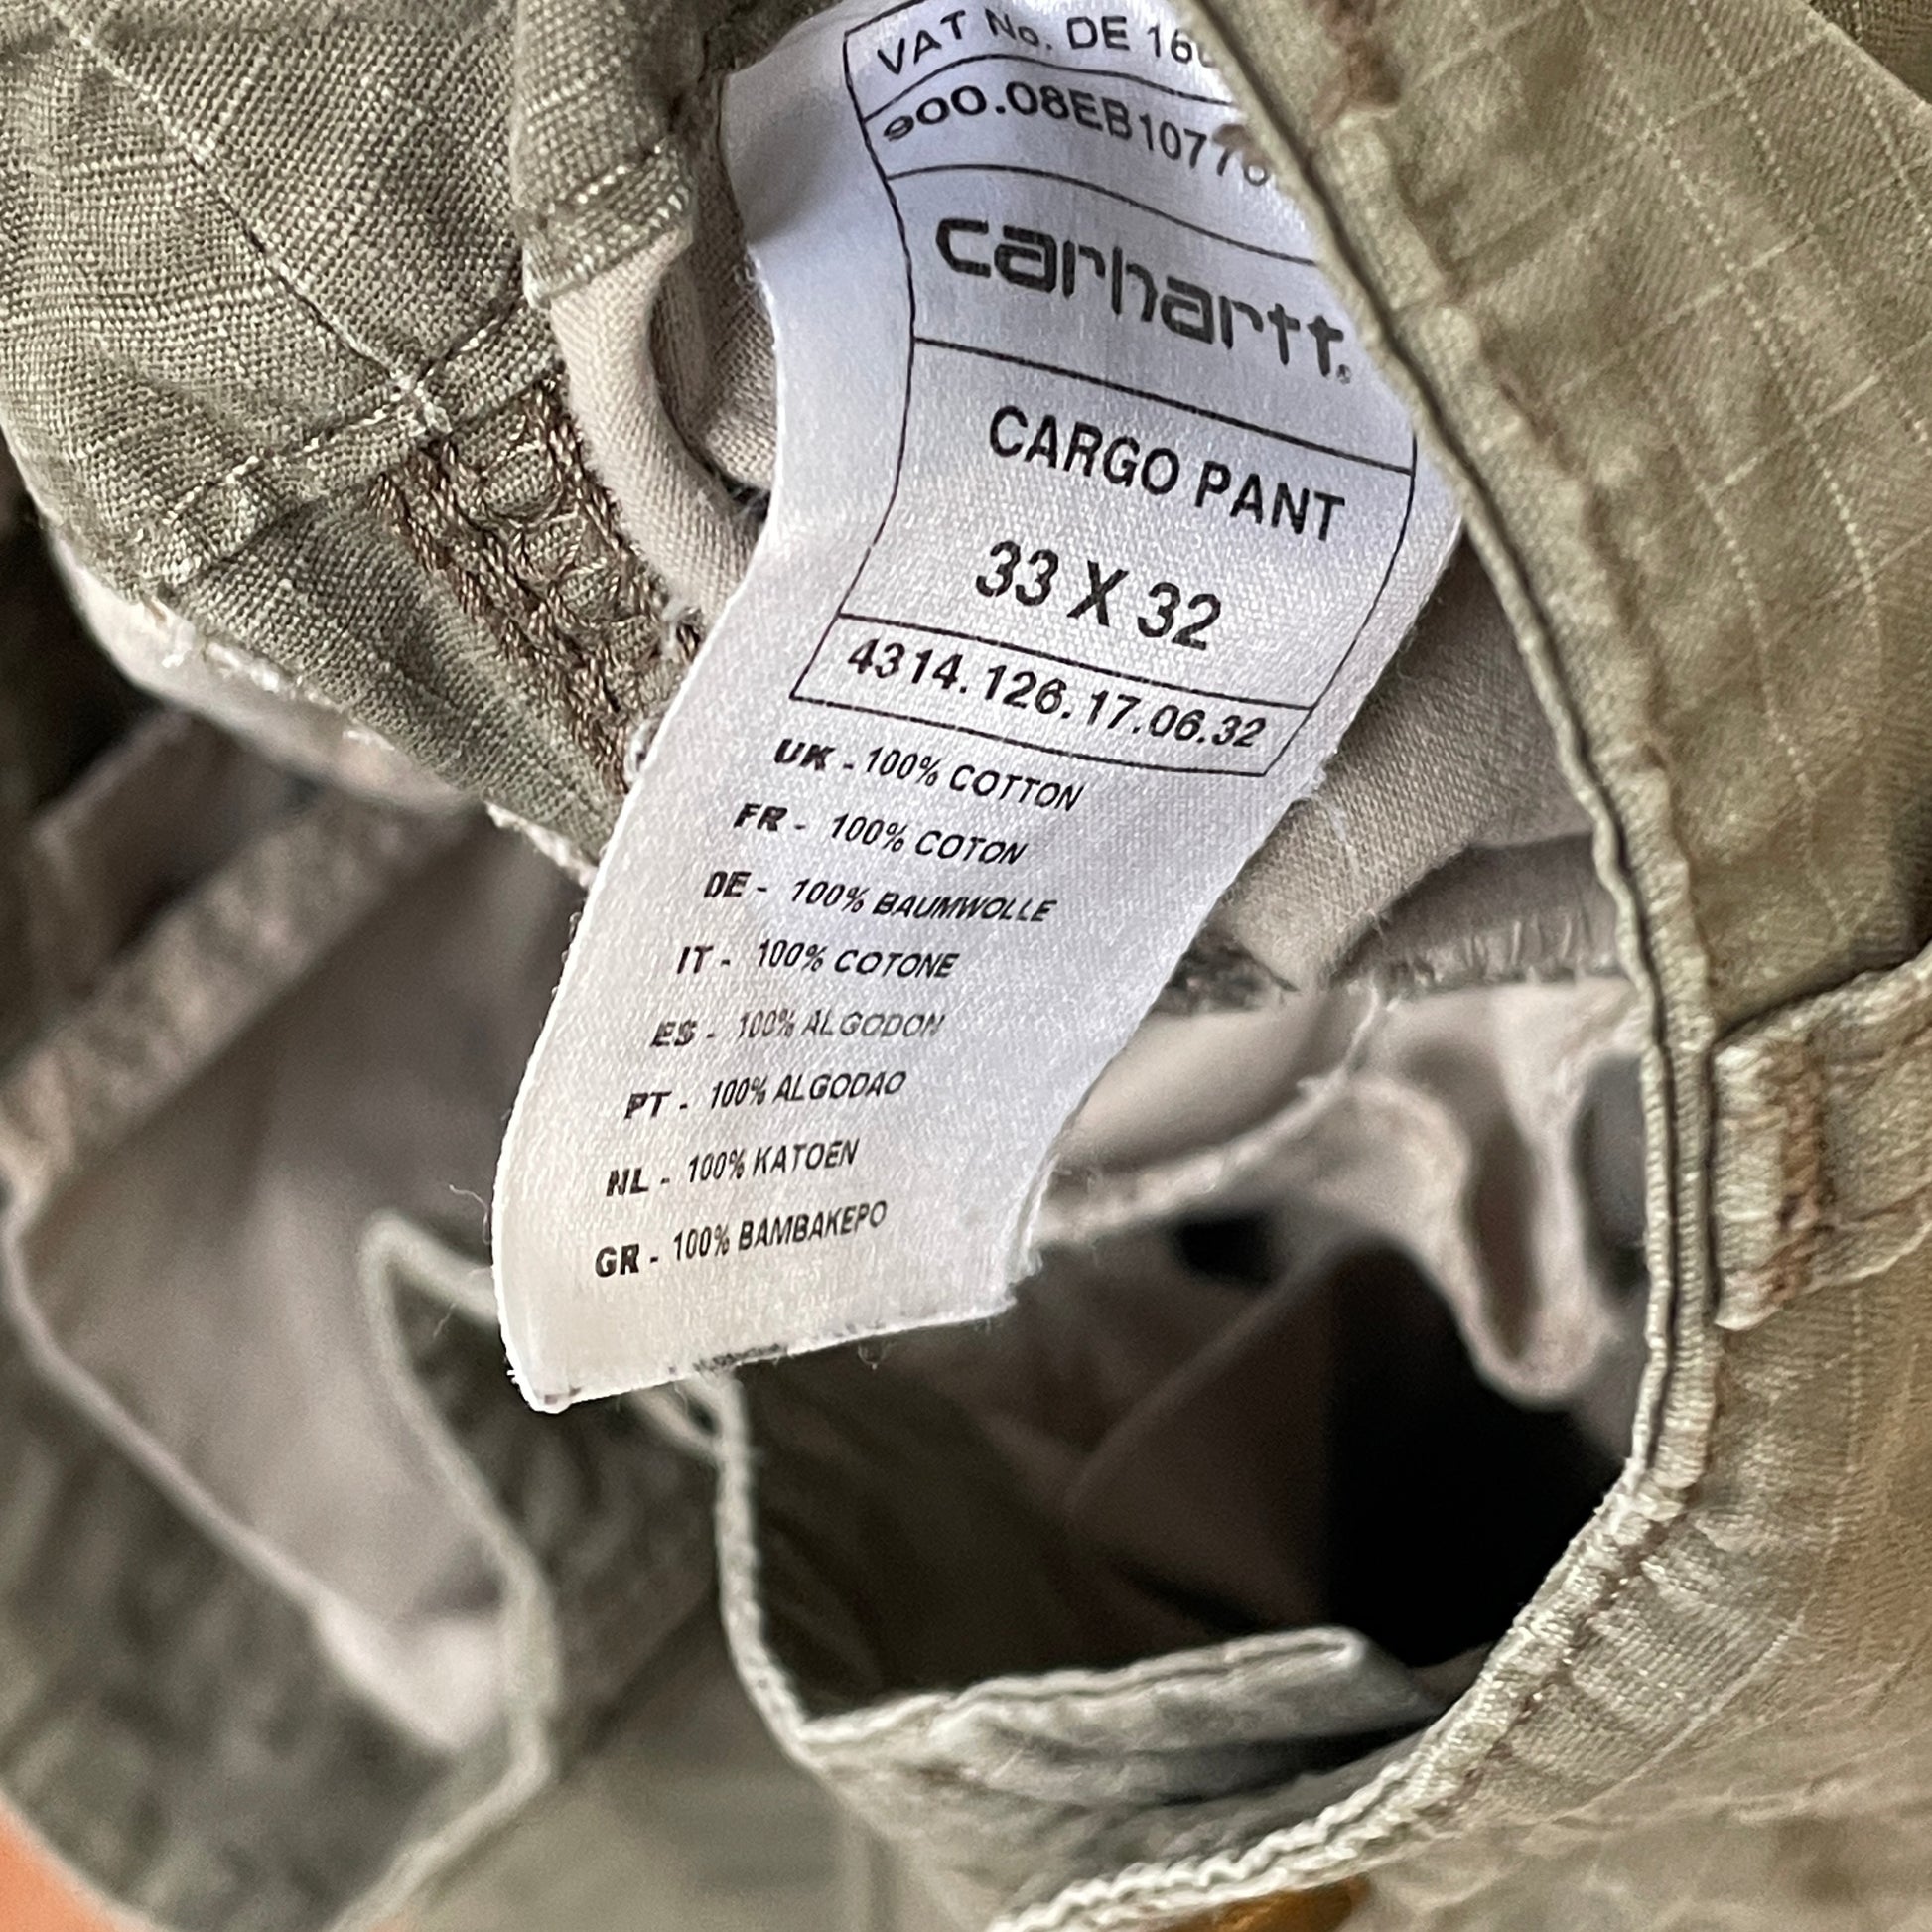 VAT No. DE 16
900.08EB1077
carhartt®
CARGO PANT
33 X 32
4314.126.17.06.32
UK - 100% COTTON
FR - 100% COTON
DE - 100% BAUMWOLLE
IT - 100% COTONE
ES - 100% ALGODON
PT - 100% ALGODAO
NL - 100% KATOEN
GR - 100% BAMBAKEPO